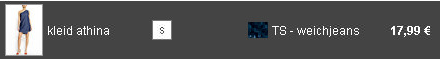 kleid athina S TS - weichjeans 17,99 €